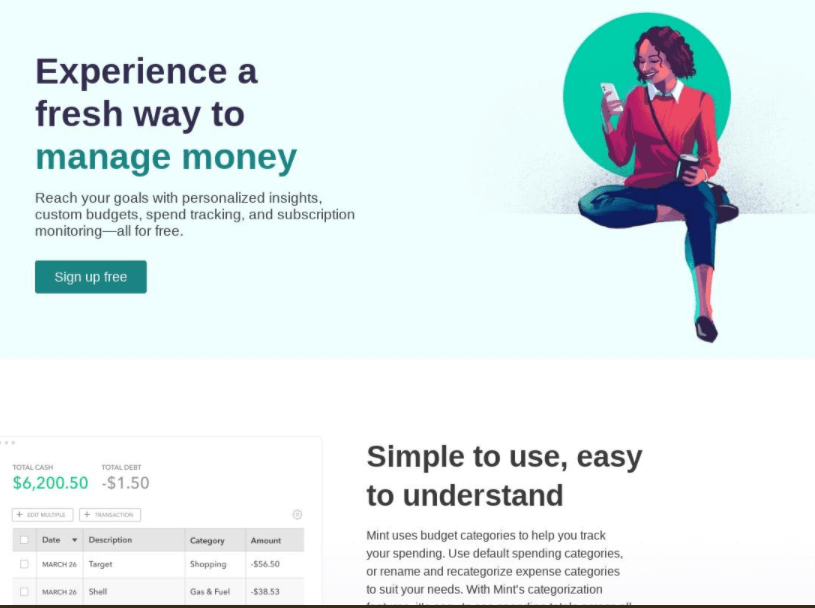 Experience a
fresh way to
manage money
Reach your goals with personalized insights,
custom budgets, spend tracking, and subscription
monitoring—all for free.
Sign up free
TOTAL CASH TOTAL DEBT
$6,200.50 -$1.50
+ EDIT MULTIPLE + TRANSACTION
Date Description Category Amount
MARCH 26 Target Shopping -$56.50
MARCH 26 Shell Gas & Fuel -$38.53
Simple to use, easy
to understand
Mint uses budget categories to help you track
your spending. Use default spending categories,
or rename and recategorize expense categories
to suit your needs. With Mint's categorization